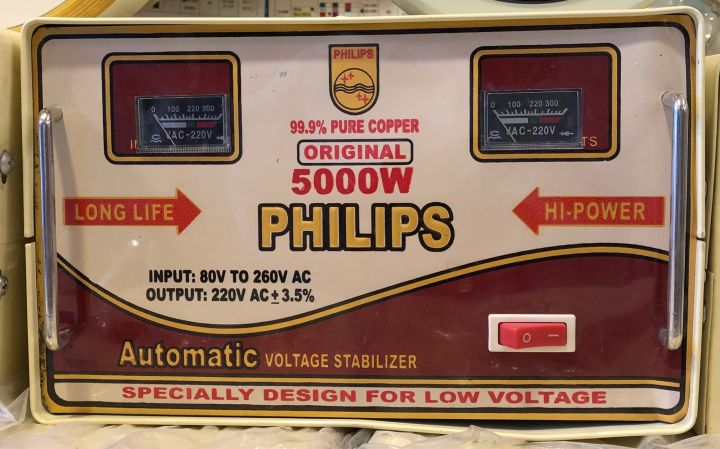 PHILIPS
0 100 220 300
VAC-220V
0 100 220 300
VAC-220V
99.9% PURE COPPER
ORIGINAL
5000W
LONG LIFE
PHILIPS
HI-POWER
INPUT: 80V TO 260V AC
OUTPUT: 220V AC ± 3.5%
O —
Automatic VOLTAGE STABILIZER
SPECIALLY DESIGN FOR LOW VOLTAGE